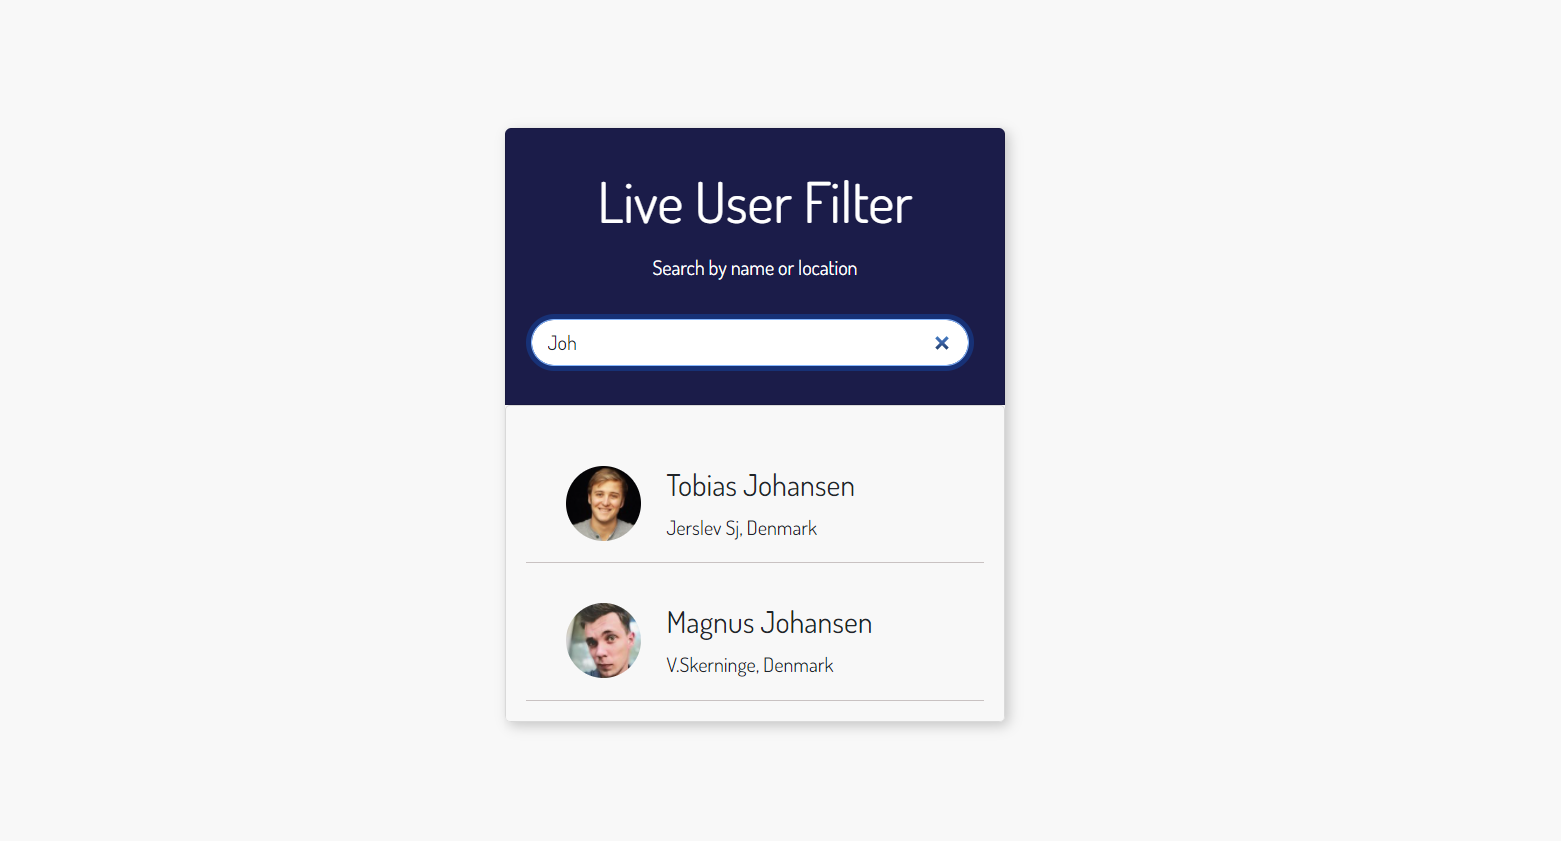 Live User Filter
Search by name or location
Joh
Tobias Johansen
Jerslev Sj, Denmark
Magnus Johansen
V.Skerninge, Denmark